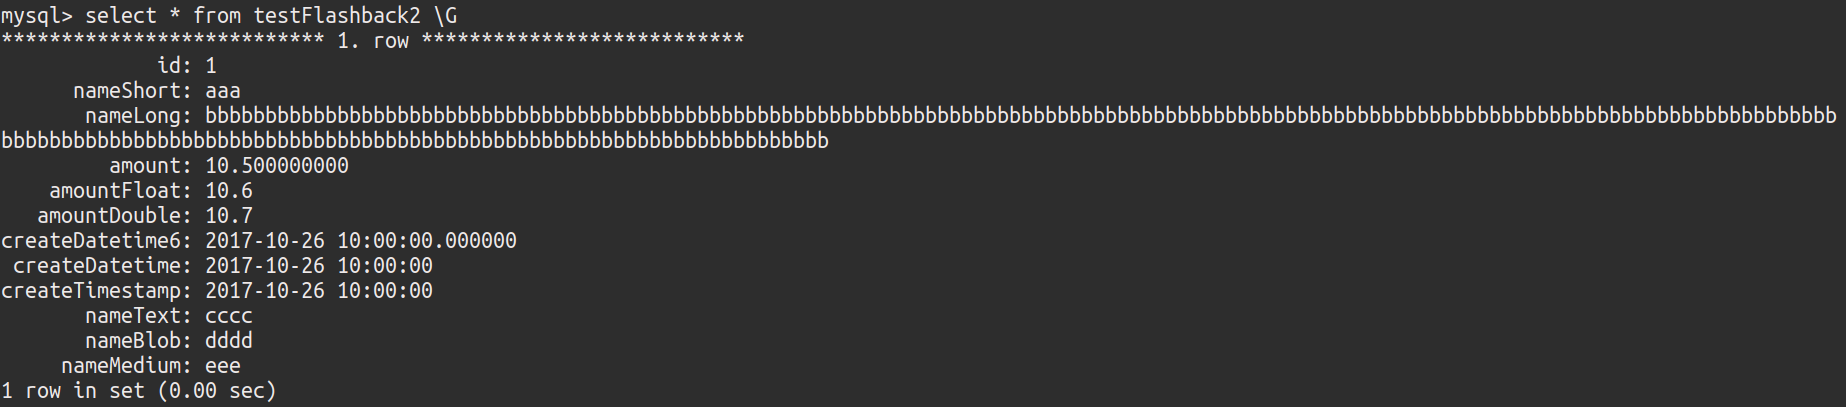 mysql> select * from testFlashback2 \G
*************************** 1. row ***************************
id: 1
nameShort: aaa
nameLong: bbbbbbbbbbbbbbbbbbbbbbbbbbbbbbbbbbbbbbbbbbbbbbbbbbbbbbbbbbbbbbbbbbbbbbbbbbbbbbbbbbbbbbbbbbbbbbbbbbbbbbbbbbbbbbbbbbbbbbbbbbbbbbbbbbbbbbbb
bbbbbbbbbbbbbbbbbbbbbbbbbbbbbbbbbbbbbbbbbbbbbbbbbbbbbbbbbbbbbbbbbbbbb
amount: 10.500000000
amountFloat: 10.6
amountDouble: 10.7
createDatetime6: 2017-10-26 10:00:00.000000
createDatetime: 2017-10-26 10:00:00
createTimestamp: 2017-10-26 10:00:00
nameText: cccc
nameBlob: dddd
nameMedium: eee
1 row in set (0.00 sec)